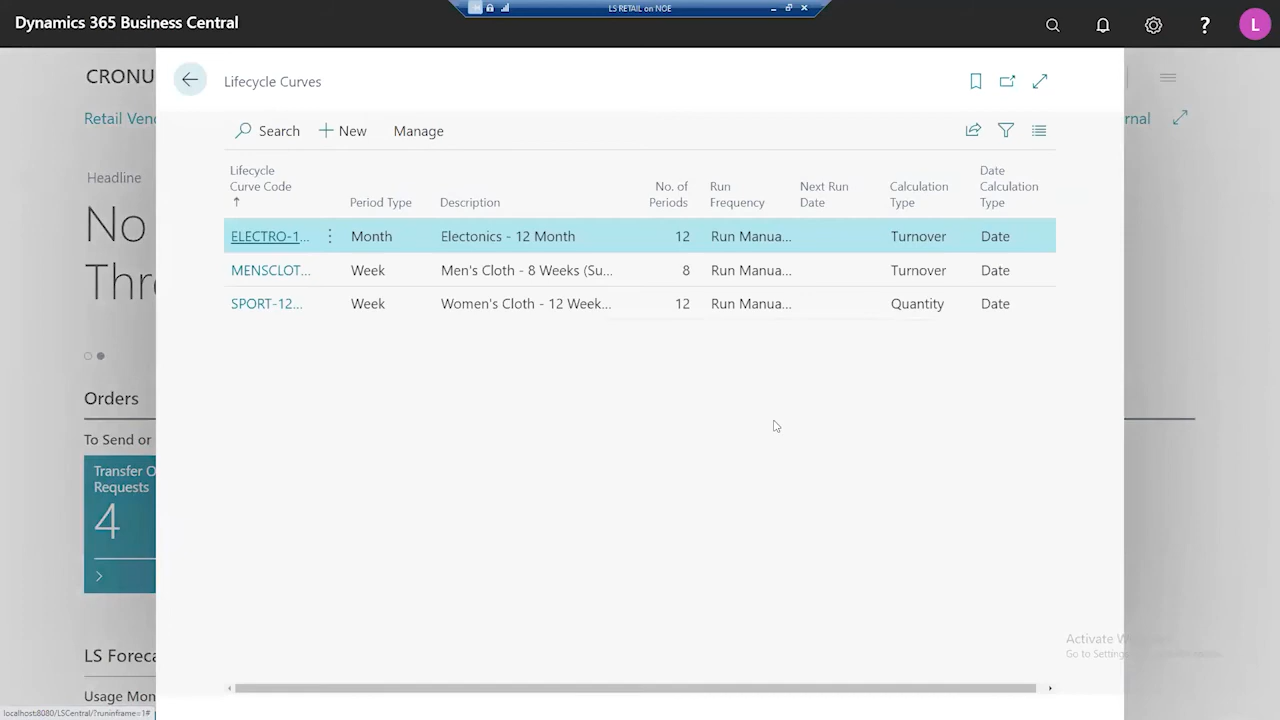 LS RETAIL on NOE
Dynamics 365 Business Central
?
L
CRONU
Lifecycle Curves
Retail Venc
rnal
Search
New
Manage
Headline
Lifecycle Curve Code
Period Type
Description
No. of Periods
Run Frequency
Next Run Date
Calculation Type
Date Calculation Type
No
Thr
ELECTRO-1... Month Electonics - 12 Month 12 Run Manua... Turnover Date
MENSCLOT... Week Men's Cloth - 8 Weeks (Su... 8 Run Manua... Turnover Date
SPORT-12... Week Women's Cloth - 12 Week... 12 Run Manua... Quantity Date
Orders
To Send or
Transfer O
Requests
4
Activate W
Go to Setting
LS Foreca
Usage Mon
localhost:8080/LSCentral/?runinframe=1#